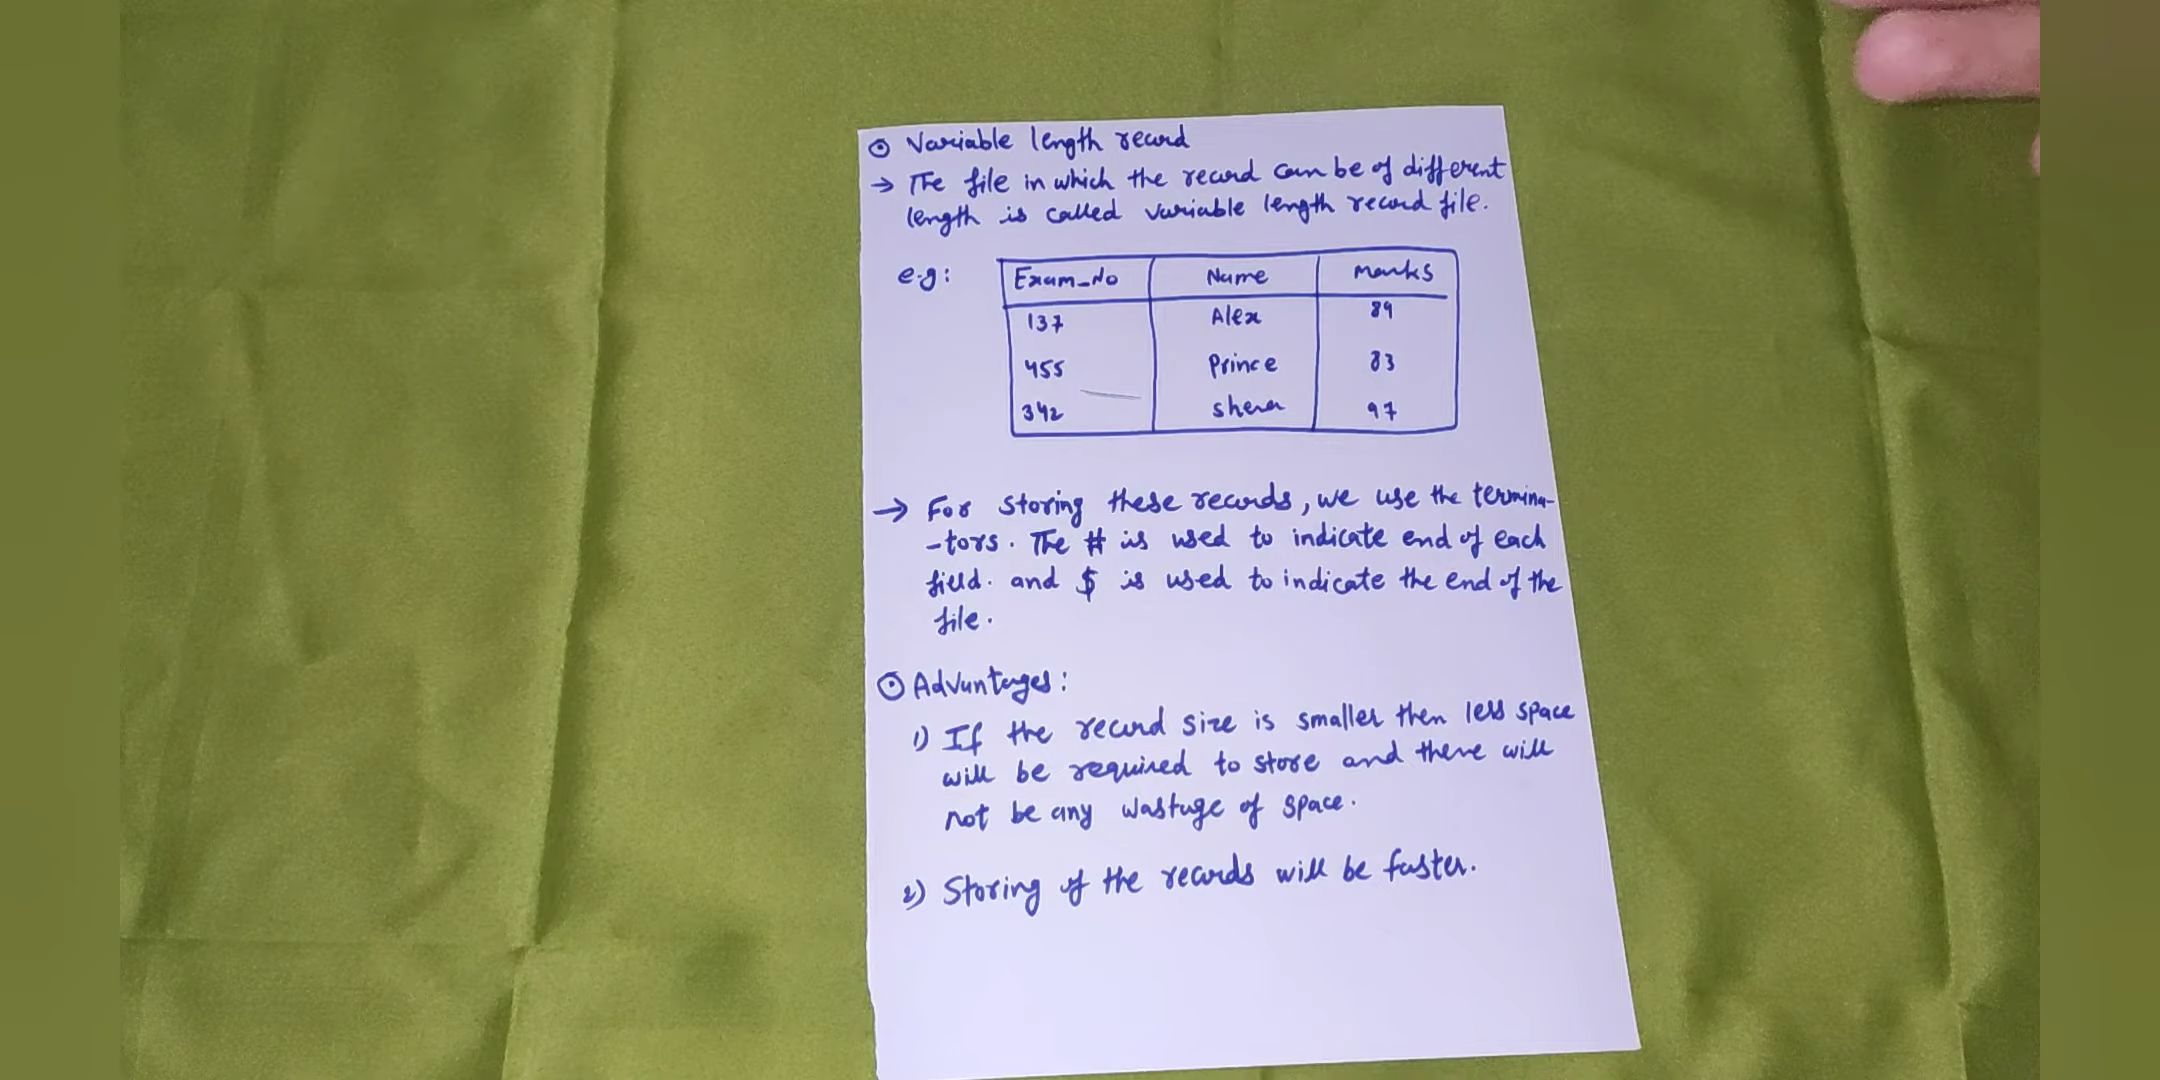 Variable length record
→ The file in which the record can be of different
length is called variable length record file.
e.g:
Exam_No Name Marks
137 Alex 89
455 Prince 83
342 shera 97
→ For storing these records, we use the termina-
-tors. The # is used to indicate end of each
field. and $ is used to indicate the end of the
file.
Advantages:
1) If the record size is smaller then less space
will be required to store and there will
not be any wastage of space.
2) Storing of the records will be faster.